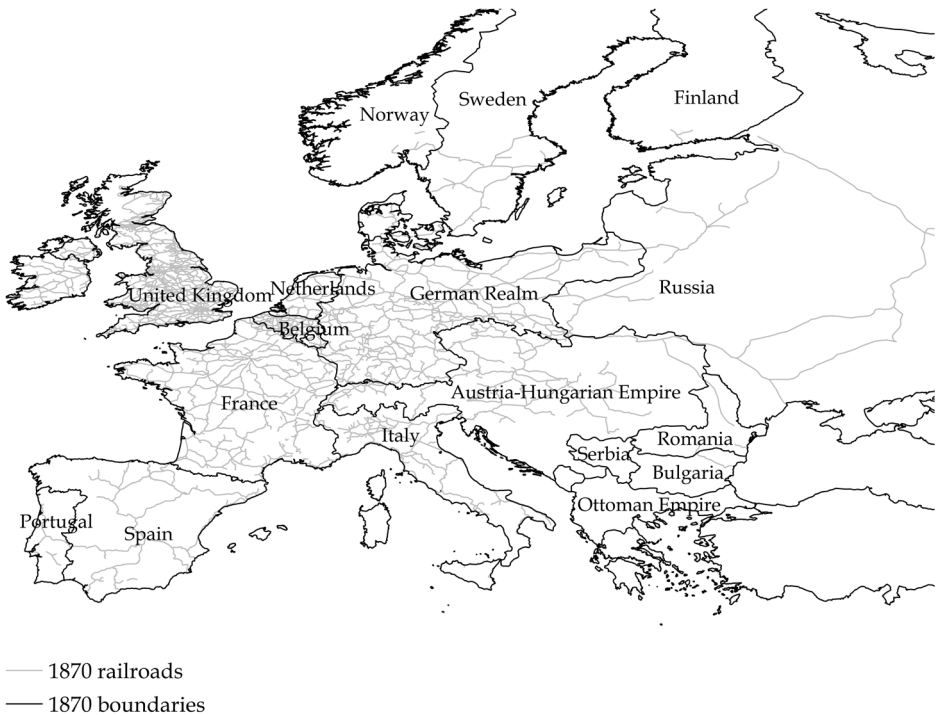 Norway
Sweden
Finland
United Kingdom
Netherlands
German Realm
Russia
Belgium
France
Austria-Hungarian Empire
Italy
Romania
Serbia
Bulgaria
Ottoman Empire
Portugal
Spain
1870 railroads
1870 boundaries